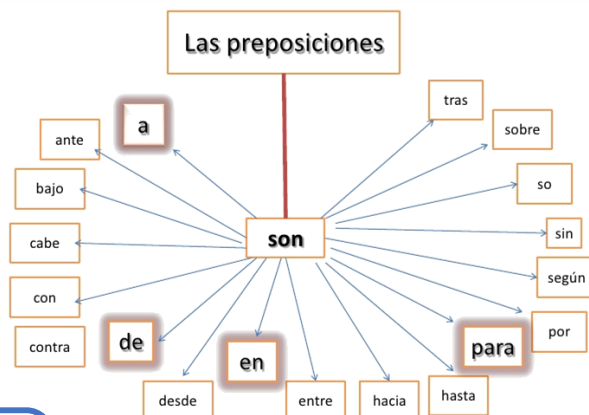 Las preposiciones
son
a
ante
bajo
cabe
con
contra
de
desde
en
entre
hacia
hasta
para
por
según
sin
so
sobre
tras